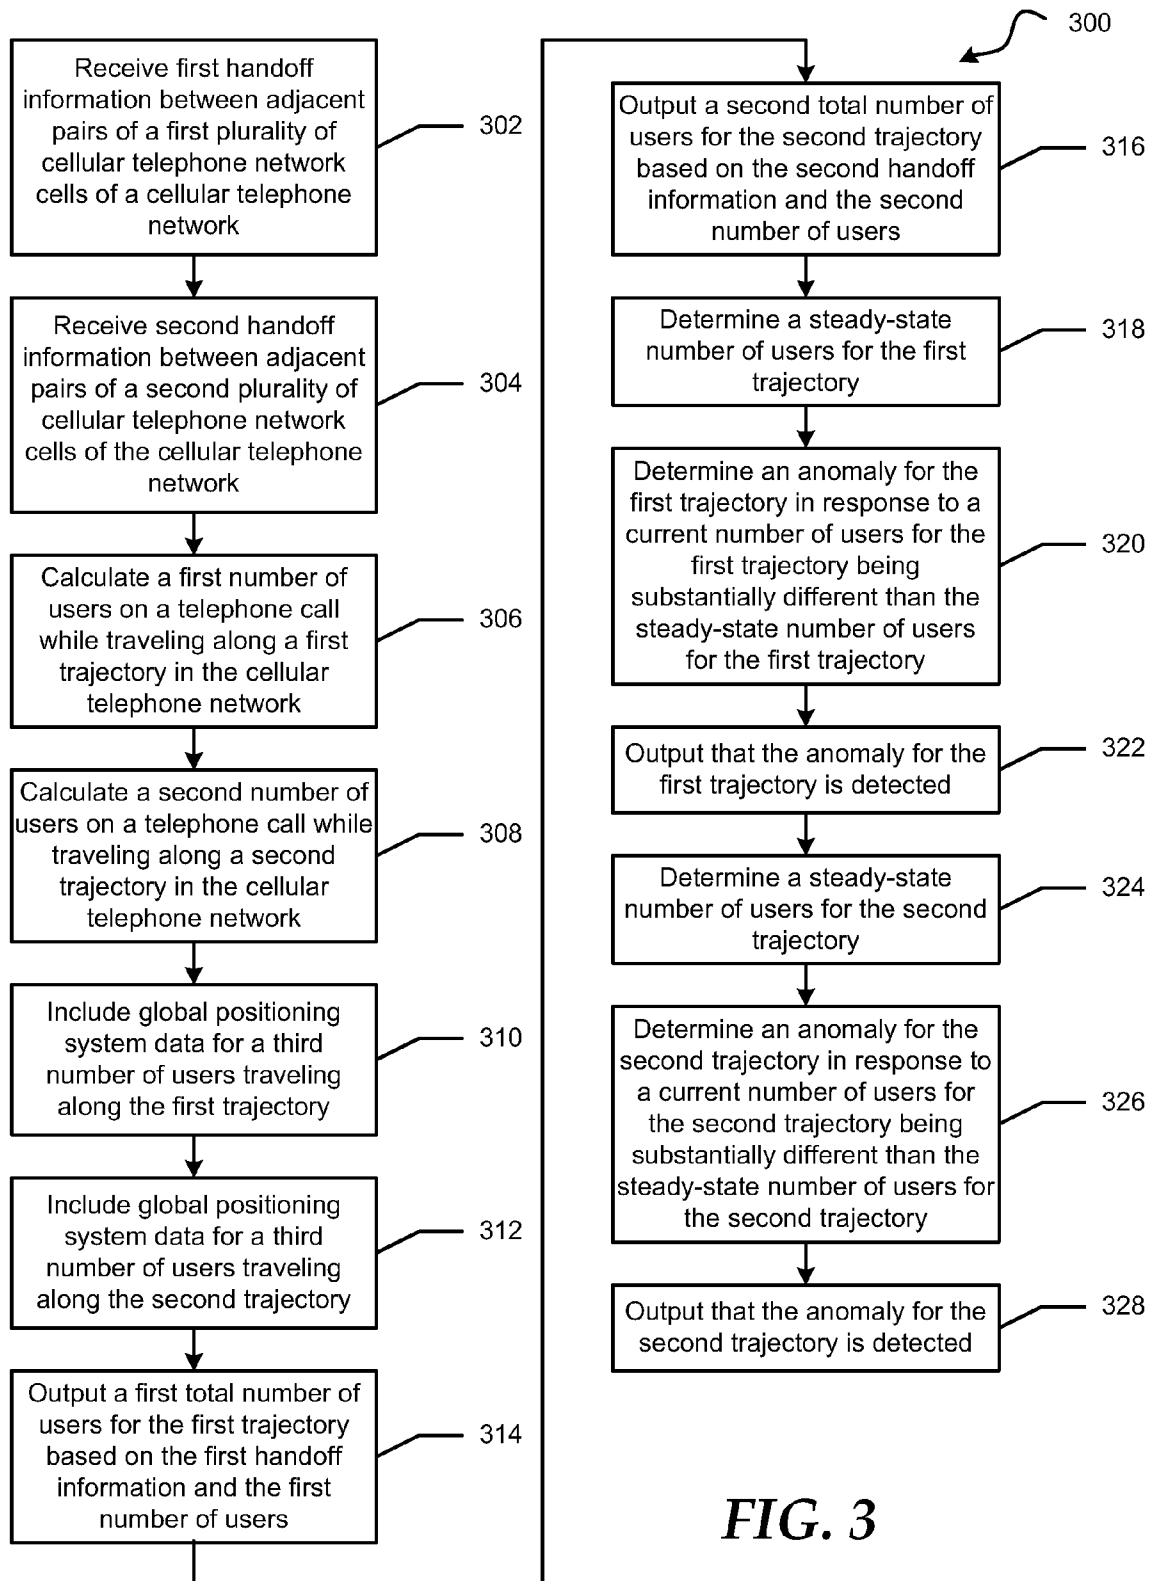 Receive first handoff
information between adjacent
pairs of a first plurality of
cellular telephone network
cells of a cellular telephone
network
302
Receive second handoff
information between adjacent
pairs of a second plurality of
cellular telephone network
cells of the cellular telephone
network
304
Calculate a first number of
users on a telephone call
while traveling along a first
trajectory in the cellular
telephone network
306
Calculate a second number of
users on a telephone call while
traveling along a second
trajectory in the cellular
telephone network
308
Include global positioning
system data for a third
number of users traveling
along the first trajectory
310
Include global positioning
system data for a third
number of users traveling
along the second trajectory
312
Output a first total number of
users for the first trajectory
based on the first handoff
information and the first
number of users
314
300
Output a second total number of
users for the second trajectory
based on the second handoff
information and the second
number of users
316
Determine a steady-state
number of users for the first
trajectory
318
Determine an anomaly for the
first trajectory in response to a
current number of users for the
first trajectory being
substantially different than the
steady-state number of users
for the first trajectory
320
Output that the anomaly for the
first trajectory is detected
322
Determine a steady-state
number of users for the second
trajectory
324
Determine an anomaly for the
second trajectory in response to
a current number of users for
the second trajectory being
substantially different than the
steady-state number of users for
the second trajectory
326
Output that the anomaly for the
second trajectory is detected
328
FIG. 3